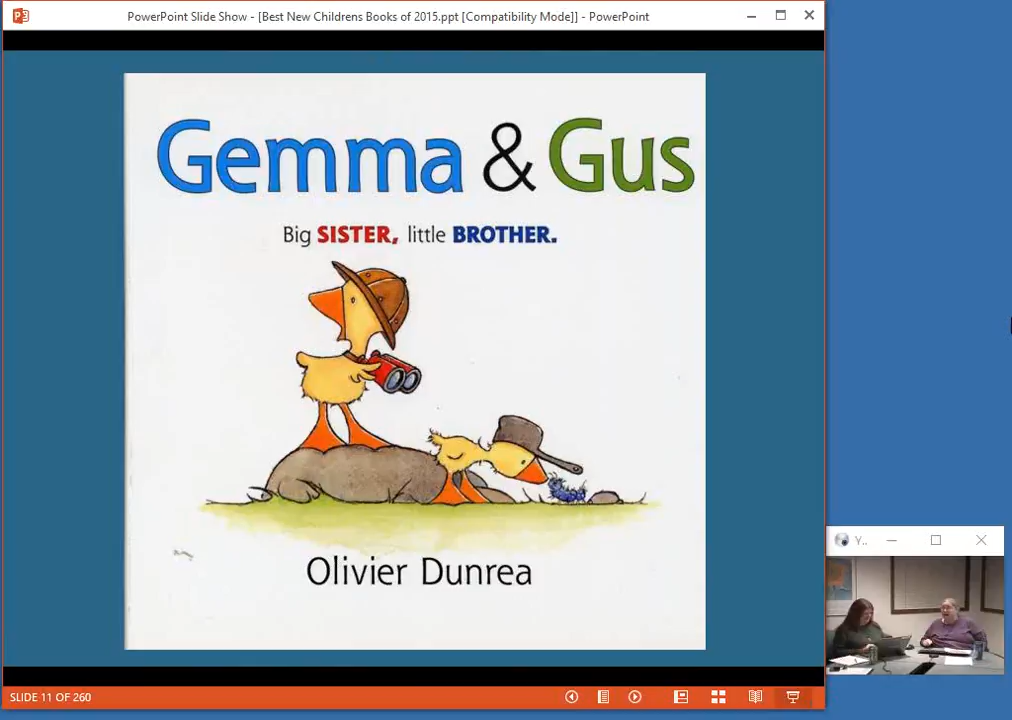 PowerPoint Slide Show - [Best New Childrens Books of 2015.ppt [Compatibility Mode]] - PowerPoint
Gemma & Gus
Big SISTER, little BROTHER.
Olivier Dunrea
Y..
SLIDE 11 OF 260